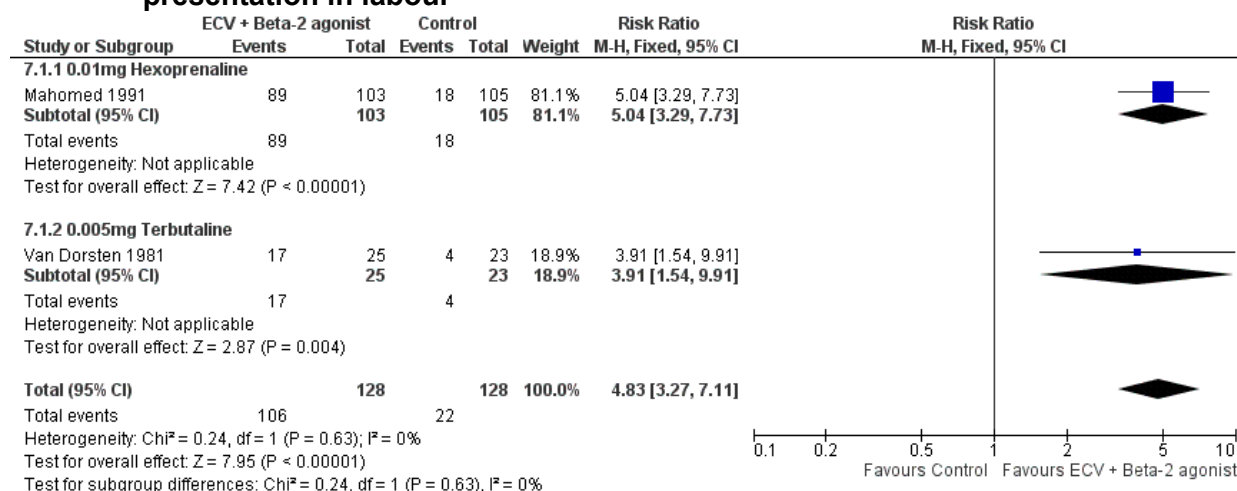 presentation in labour
ECV + Beta-2 agonist Control Risk Ratio Risk Ratio
Study or Subgroup Events Total Events Total Weight M-H, Fixed, 95% CI M-H, Fixed, 95% CI
7.1.1 0.01mg Hexoprenaline
Mahomed 1991 89 103 18 105 81.1% 5.04 [3.29, 7.73]
Subtotal (95% CI) 103 105 81.1% 5.04 [3.29, 7.73]
Total events 89 18
Heterogeneity: Not applicable
Test for overall effect: Z = 7.42 (P < 0.00001)
7.1.2 0.005mg Terbutaline
Van Dorsten 1981 17 25 4 23 18.9% 3.91 [1.54, 9.91]
Subtotal (95% CI) 25 23 18.9% 3.91 [1.54, 9.91]
Total events 17 4
Heterogeneity: Not applicable
Test for overall effect: Z = 2.87 (P = 0.004)
Total (95% CI) 128 128 100.0% 4.83 [3.27, 7.11]
Total events 106 22
Heterogeneity: Chi² = 0.24, df = 1 (P = 0.63); I² = 0%
Test for overall effect: Z = 7.95 (P < 0.00001)
Test for subgroup differences: Chi² = 0.24, df = 1 (P = 0.63), I² = 0%
0.1 0.2 0.5 1 2 5 10
Favours Control Favours ECV + Beta-2 agonist